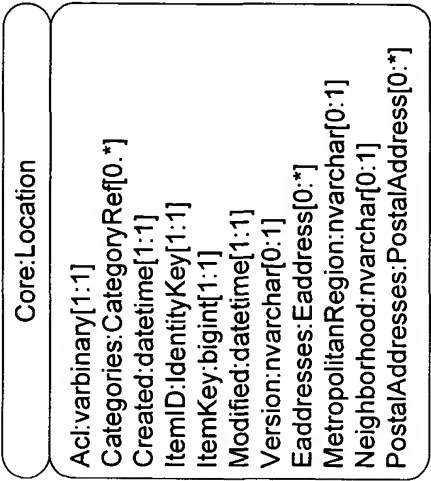 Core:Location
Acl:varbinary[1:1]
Categories:CategoryRef[0.*]
Created:datetime[1:1]
ItemID:IdentityKey[1:1]
ItemKey:bigint[1:1]
Modified:datetime[1:1]
Version:nvarchar[0:1]
Eaddresses:Eaddress[0:*]
MetropolitanRegion:nvarchar[0:1]
Neighborhood:nvarchar[0:1]
PostalAddresses:PostalAddress[0:*]